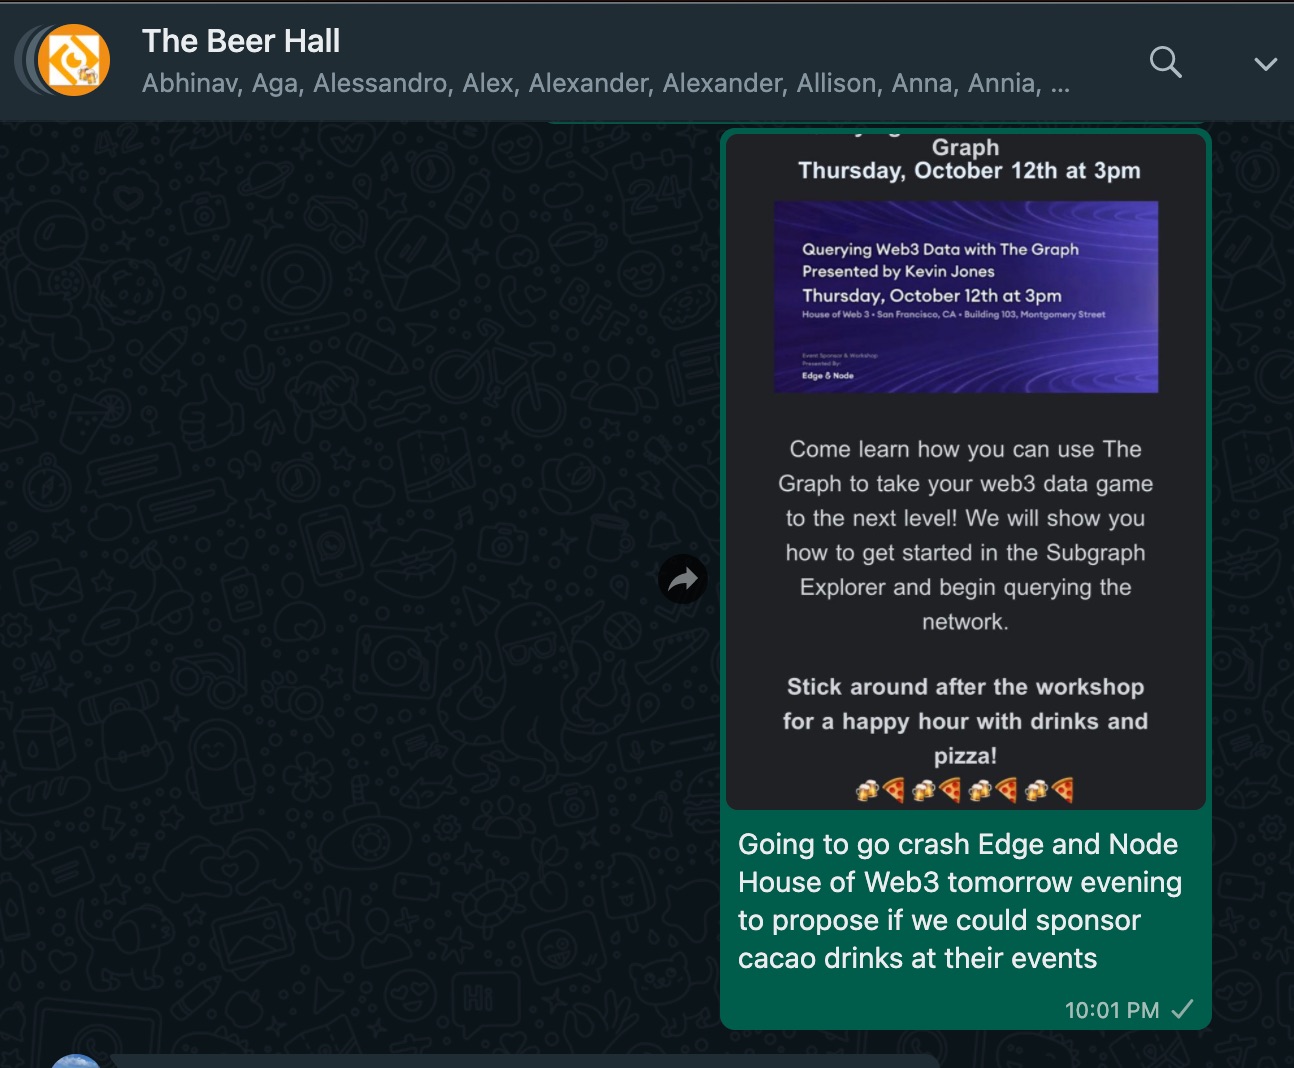 The Beer Hall
Abhinav, Aga, Alessandro, Alex, Alexander, Alexander, Allison, Anna, Annia, ...
Graph
Thursday, October 12th at 3pm
Querying Web3 Data with The Graph
Presented by Kevin Jones
Thursday, October 12th at 3pm
House of Web 3 • San Francisco, CA • Building 103, Montgomery Street
Event Sponsor & Workshop
Presented By:
Edge & Node
Come learn how you can use The
Graph to take your web3 data game
to the next level! We will show you
how to get started in the Subgraph
Explorer and begin querying the
network.
Stick around after the workshop
for a happy hour with drinks and
pizza!
🍻🍕🍻🍕🍻🍕🍻🍕
Going to go crash Edge and Node
House of Web3 tomorrow evening
to propose if we could sponsor
cacao drinks at their events
10:01 PM